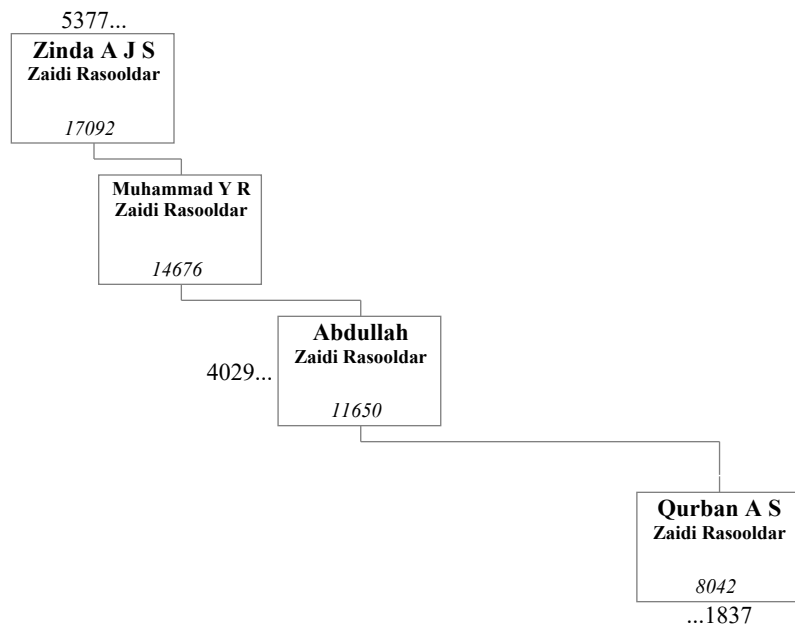 5377...
Zinda A J S
Zaidi Rasooldar
17092
Muhammad Y R
Zaidi Rasooldar
14676
Abdullah
Zaidi Rasooldar
4029...
11650
Qurban A S
Zaidi Rasooldar
8042
...1837